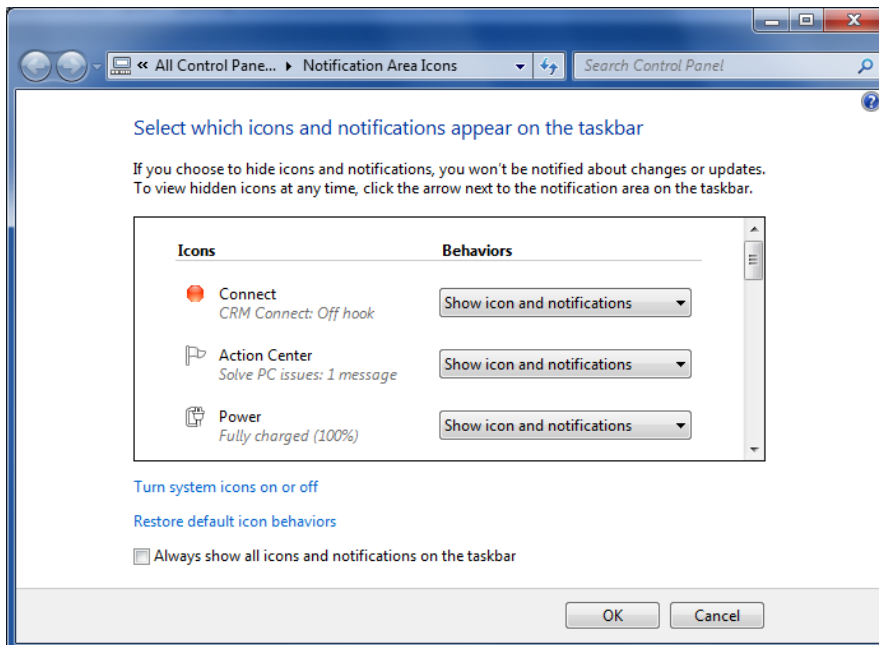 « All Control Pane... ▸ Notification Area Icons
Search Control Panel
Select which icons and notifications appear on the taskbar
If you choose to hide icons and notifications, you won't be notified about changes or updates.
To view hidden icons at any time, click the arrow next to the notification area on the taskbar.
Icons Behaviors
Connect
CRM Connect: Off hook
Show icon and notifications
Action Center
Solve PC issues: 1 message
Show icon and notifications
Power
Fully charged (100%)
Show icon and notifications
Turn system icons on or off
Restore default icon behaviors
Always show all icons and notifications on the taskbar
OK Cancel